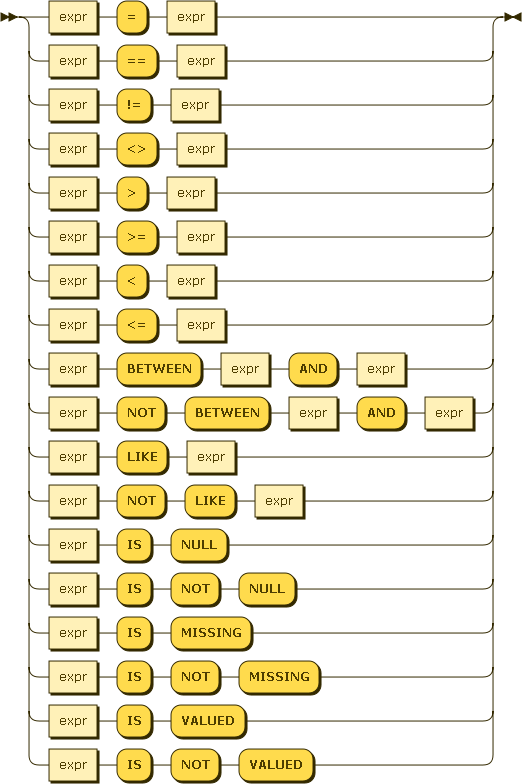 expr = expr
expr == expr
expr != expr
expr <> expr
expr > expr
expr >= expr
expr < expr
expr <= expr
expr BETWEEN expr AND expr
expr NOT BETWEEN expr AND expr
expr LIKE expr
expr NOT LIKE expr
expr IS NULL
expr IS NOT NULL
expr IS MISSING
expr IS NOT MISSING
expr IS VALUED
expr IS NOT VALUED